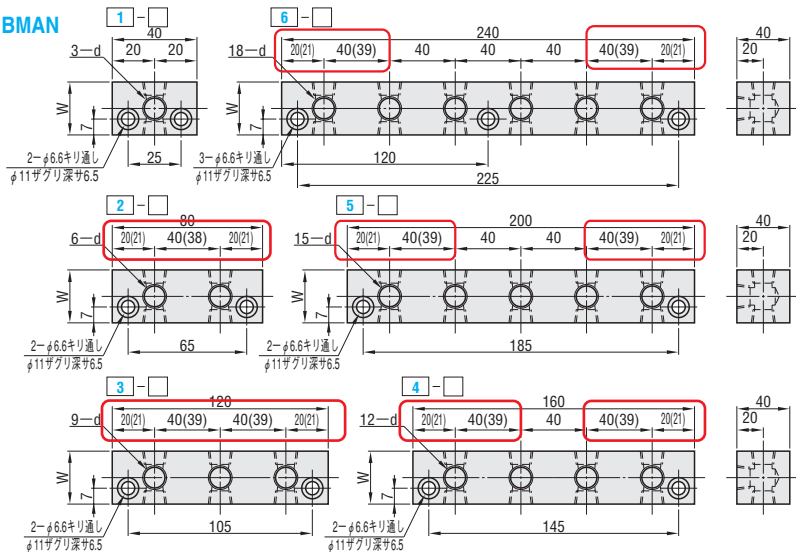 BMAN
1 - □
40
20 20
3−d
W
7
25
2−φ6.6キリ通し
φ11ザグリ深サ6.5
6 - □
240
20(21) 40(39) 40 40 40 40(39) 20(21)
18−d
W
7
120
225
3−φ6.6キリ通し
φ11ザグリ深サ6.5
40
20
2 - □
80
20(21) 40(38) 20(21)
6−d
W
7
65
2−φ6.6キリ通し
φ11ザグリ深サ6.5
5 - □
200
20(21) 40(39) 40 40 40(39) 20(21)
15−d
W
7
185
2−φ6.6キリ通し
φ11ザグリ深サ6.5
40
20
3 - □
120
20(21) 40(39) 40(39) 20(21)
9−d
W
7
105
2−φ6.6キリ通し
φ11ザグリ深サ6.5
4 - □
160
20(21) 40(39) 40 40(39) 20(21)
12−d
W
7
145
2−φ6.6キリ通し
φ11ザグリ深サ6.5
40
20